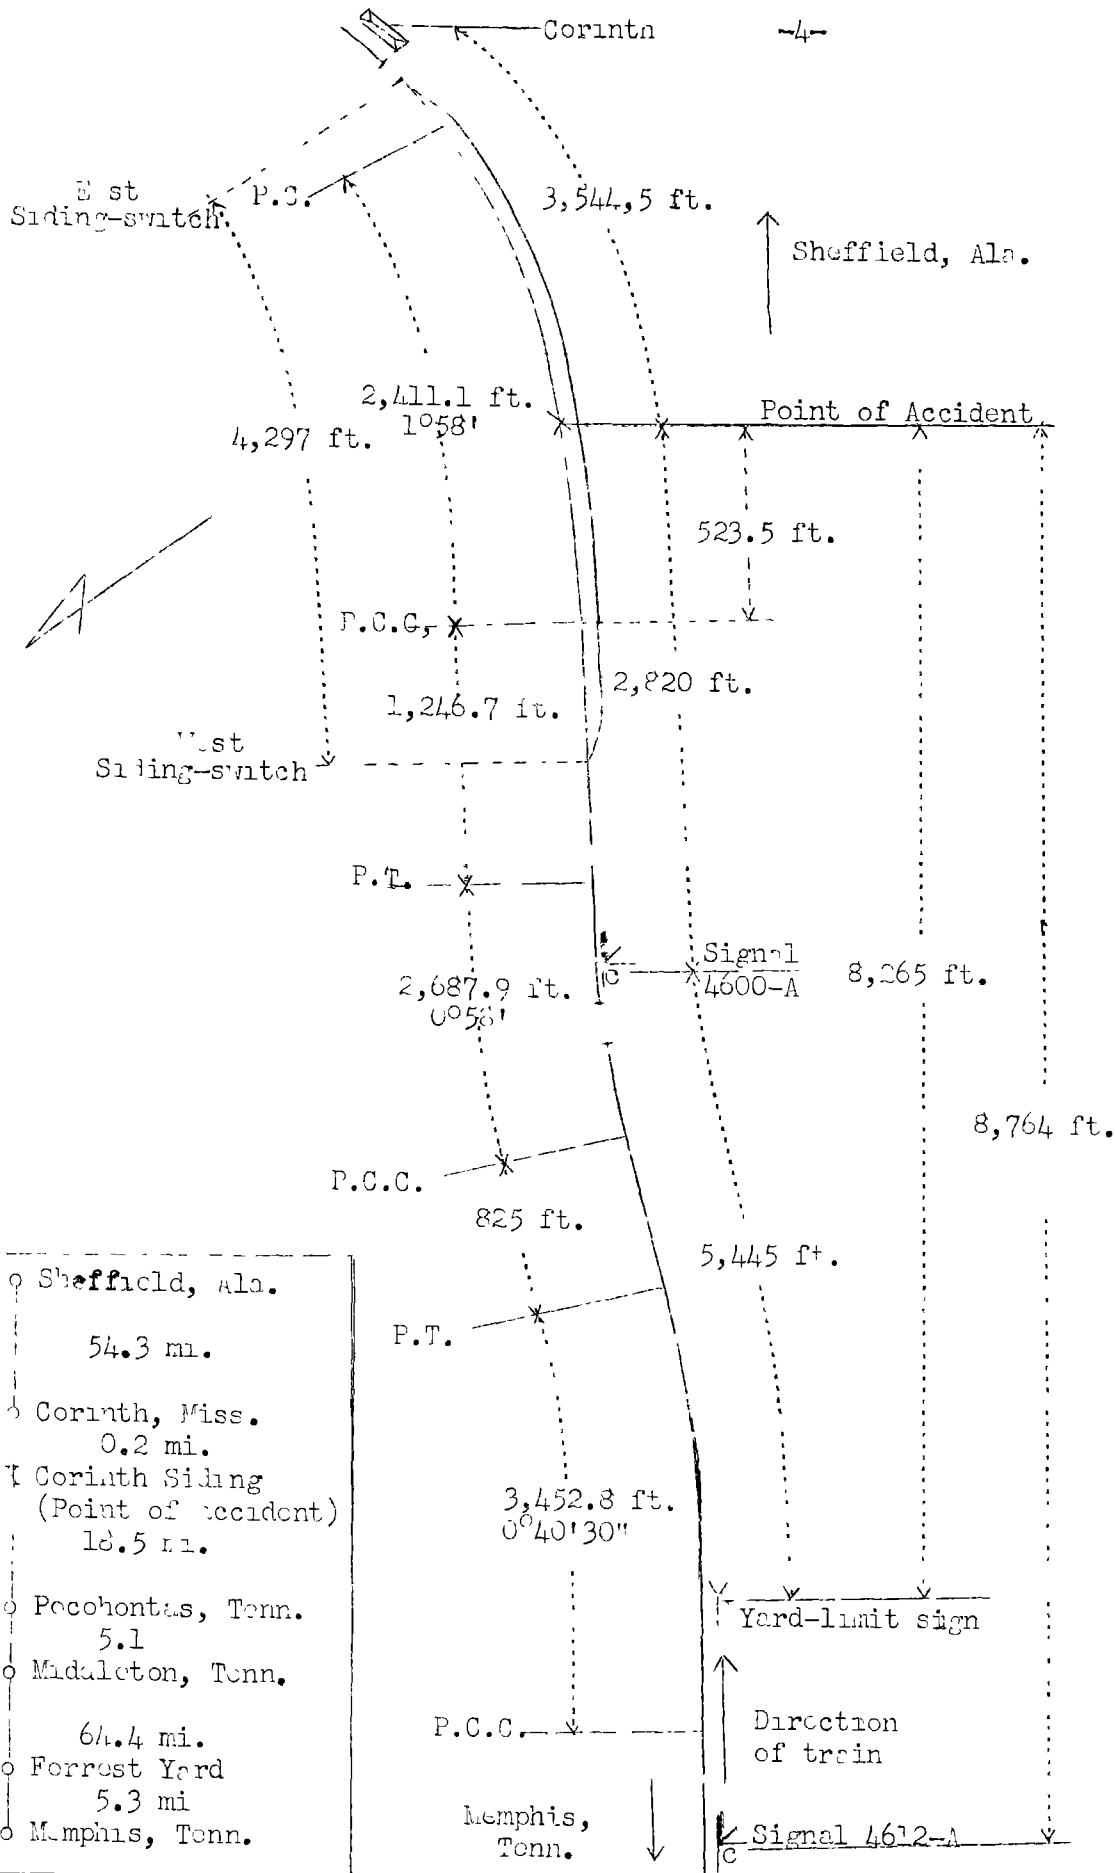 Corinth
-4-
3,544.5 ft.
P.C.
Siding-switch
Sheffield, Ala.
2,411.1 ft.
1°58'
Point of Accident
4,297 ft.
523.5 ft.
P.C.C.
2,820 ft.
1,246.7 ft.
Siding-switch
P.T.
Signal
4600-A
8,265 ft.
2,687.9 ft.
0°58'
8,764 ft.
P.C.C.
825 ft.
5,445 ft.
P.T.
3,452.8 ft.
0°40'30"
Yard-limit sign
P.C.C.
Direction
of train
Memphis,
Tenn.
Signal 4612-A
C
C
Sheffield, Ala.
54.3 mi.
Corinth, Miss.
0.2 mi.
Corinth Siding
(Point of accident)
18.5 mi.
Pocohontas, Tenn.
5.1
Middleton, Tenn.
64.4 mi.
Forrest Yard
5.3 mi
Memphis, Tenn.